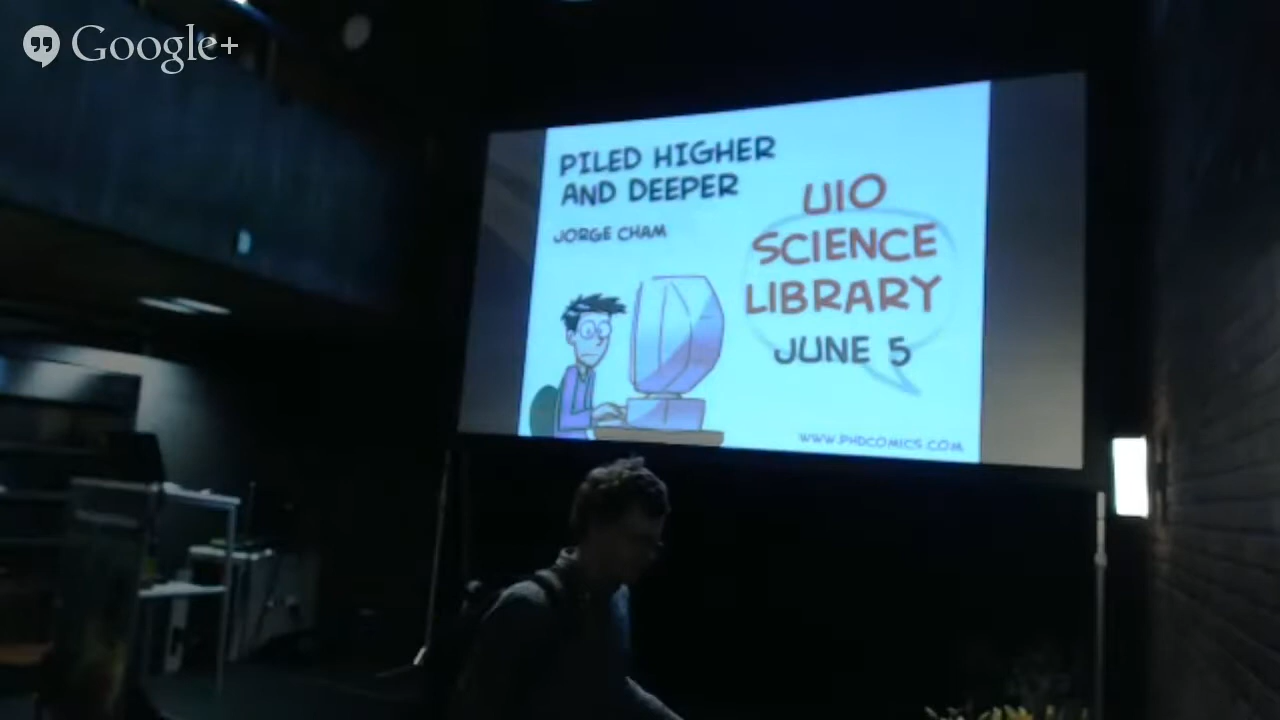 Google+
PILED HIGHER
AND DEEPER
JORGE CHAM
UIO
SCIENCE
LIBRARY
JUNE 5
WWW.PHDCOMICS.COM